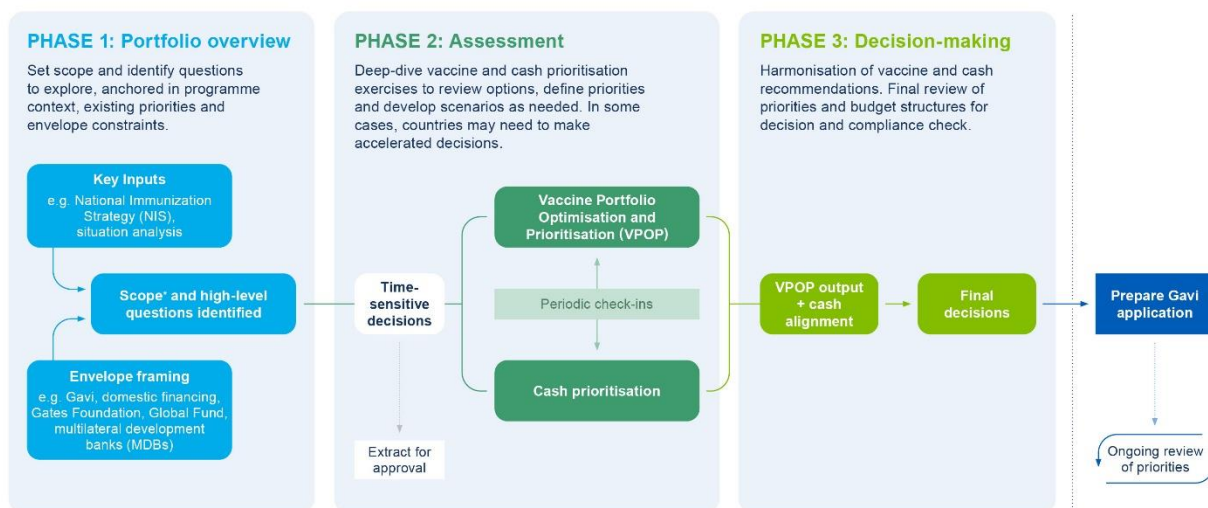 PHASE 1: Portfolio overview
Set scope and identify questions
to explore, anchored in programme
context, existing priorities and
envelope constraints.
Key Inputs
e.g. National Immunization
Strategy (NIS),
situation analysis
Scope* and high-level
questions identified
Envelope framing
e.g. Gavi, domestic financing,
Gates Foundation, Global Fund,
multilateral development
banks (MDBs)
PHASE 2: Assessment
Deep-dive vaccine and cash prioritisation
exercises to review options, define priorities
and develop scenarios as needed. In some
cases, countries may need to make
accelerated decisions.
Time-
sensitive
decisions
Extract for
approval
Vaccine Portfolio
Optimisation and
Prioritisation (VPOP)
Periodic check-ins
Cash prioritisation
PHASE 3: Decision-making
Harmonisation of vaccine and cash
recommendations. Final review of
priorities and budget structures for
decision and compliance check.
VPOP output
+ cash
alignment
Final
decisions
Prepare Gavi
application
Ongoing review
of priorities